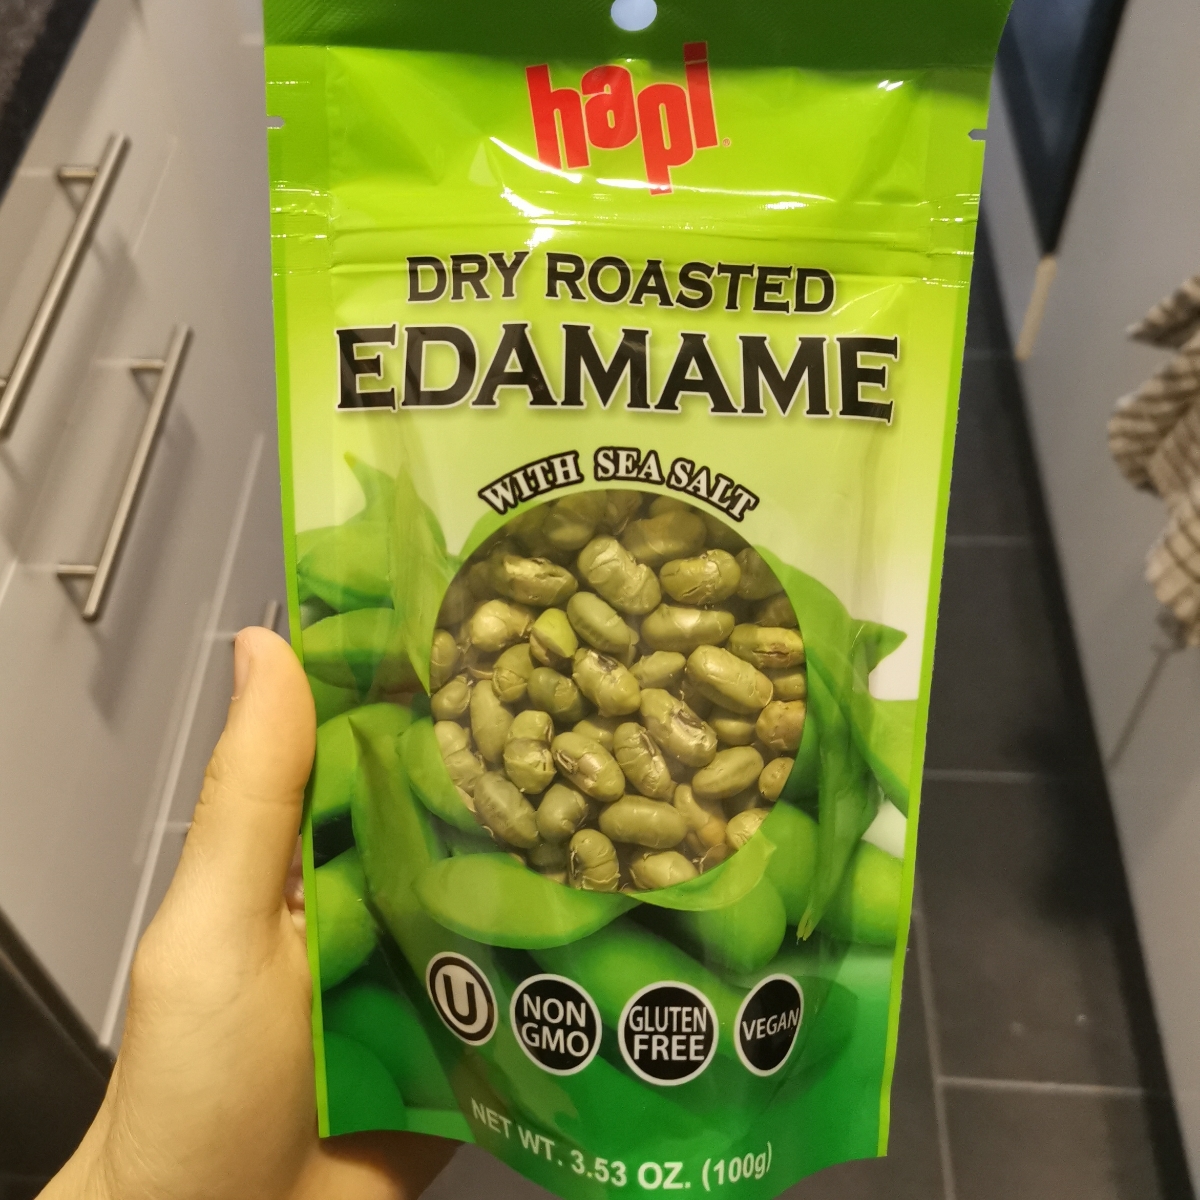 hapi®
DRY ROASTED
EDAMAME
WITH SEA SALT
U
NON
GMO
GLUTEN
FREE
VEGAN
NET WT. 3.53 OZ. (100g)